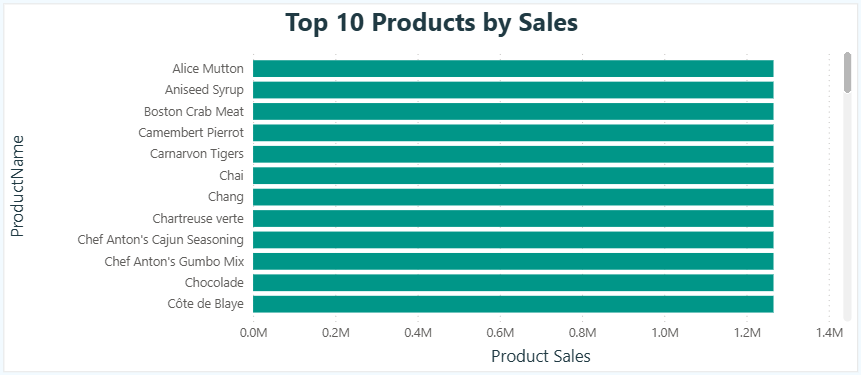 Top 10 Products by Sales
ProductName
Alice Mutton
Aniseed Syrup
Boston Crab Meat
Camembert Pierrot
Carnarvon Tigers
Chai
Chang
Chartreuse verte
Chef Anton's Cajun Seasoning
Chef Anton's Gumbo Mix
Chocolade
Côte de Blaye
0.0M 0.2M 0.4M 0.6M 0.8M 1.0M 1.2M 1.4M
Product Sales